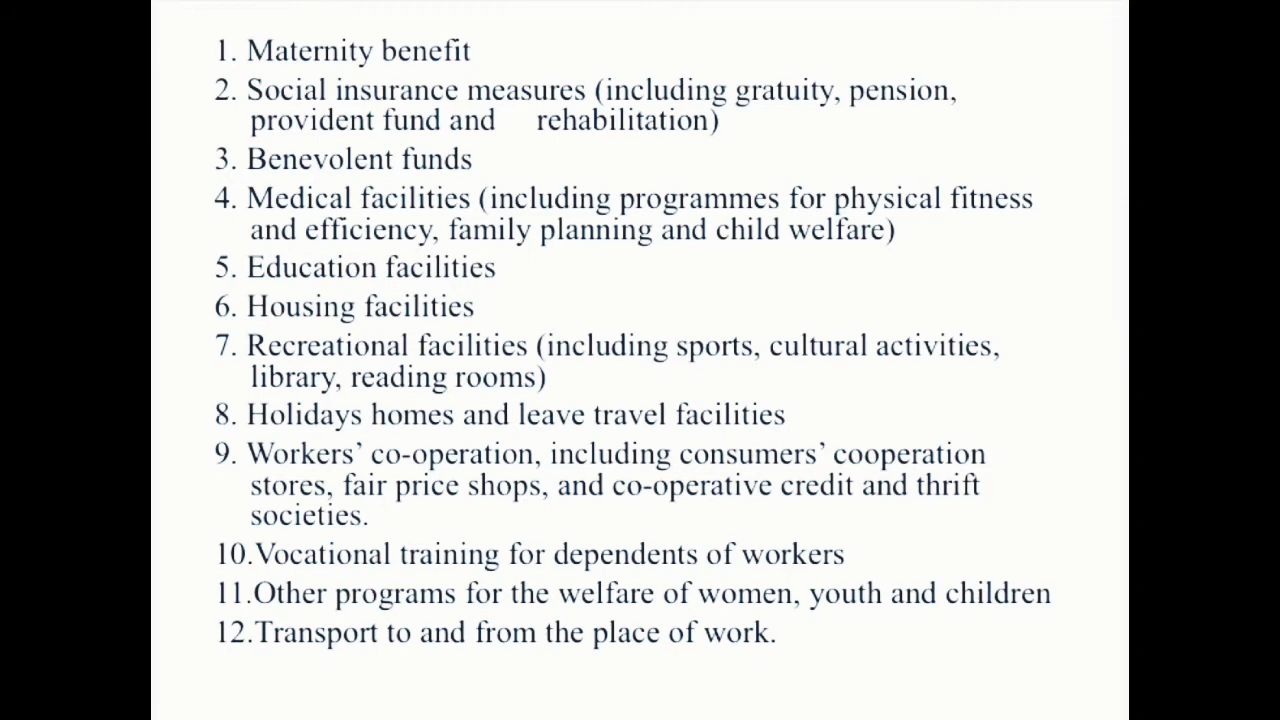 1. Maternity benefit
2. Social insurance measures (including gratuity, pension,
provident fund and rehabilitation)
3. Benevolent funds
4. Medical facilities (including programmes for physical fitness
and efficiency, family planning and child welfare)
5. Education facilities
6. Housing facilities
7. Recreational facilities (including sports, cultural activities,
library, reading rooms)
8. Holidays homes and leave travel facilities
9. Workers’ co-operation, including consumers’ cooperation
stores, fair price shops, and co-operative credit and thrift
societies.
10.Vocational training for dependents of workers
11.Other programs for the welfare of women, youth and children
12.Transport to and from the place of work.